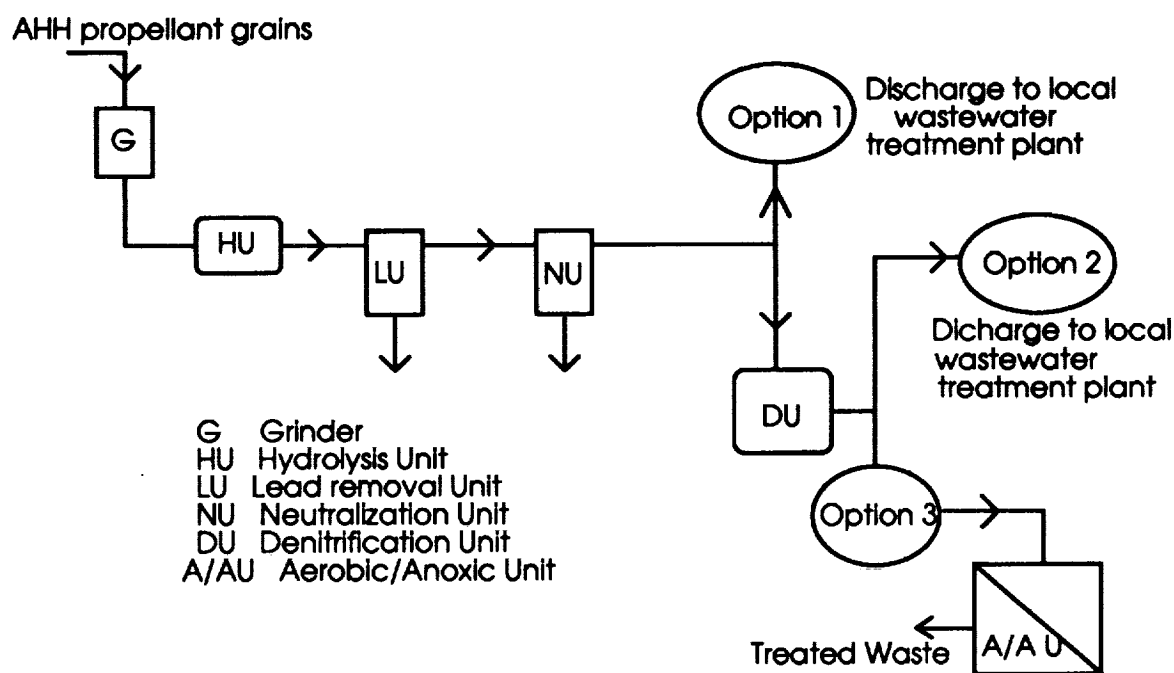 AHH propellant grains
G
HU
LU
NU
Option 1
Discharge to local
wastewater
treatment plant
Option 2
Dicharge to local
wastewater
treatment plant
DU
Option 3
A/A U
Treated Waste
G Grinder
HU Hydrolysis Unit
LU Lead removal Unit
NU Neutralization Unit
DU Denitrification Unit
A/AU Aerobic/Anoxic Unit